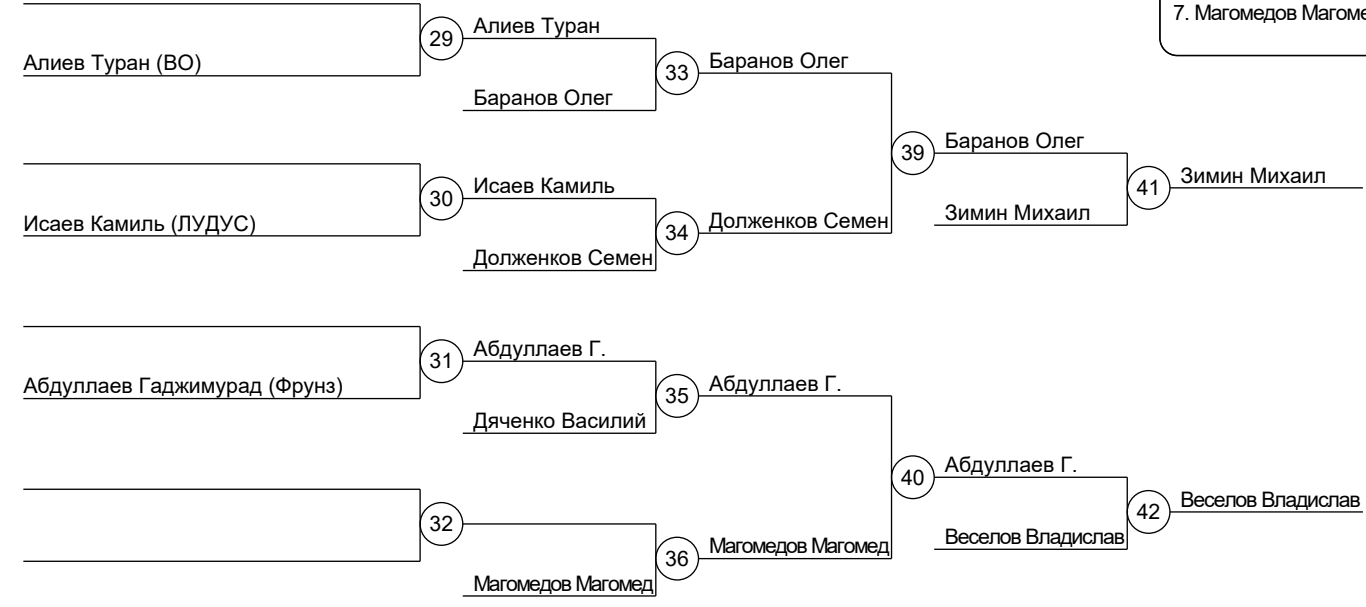 7. Магомедов Магоме
29
Алиев Туран
Алиев Туран (ВО)
33
Баранов Олег
Баранов Олег
39
Баранов Олег
30
Исаев Камиль
41
Зимин Михаил
Исаев Камиль (ЛУДУС)
34
Долженков Семен
Зимин Михаил
Долженков Семен
31
Абдуллаев Г.
Абдуллаев Гаджимурад (Фрунз)
35
Абдуллаев Г.
Дяченко Василий
40
Абдуллаев Г.
32
42
Веселов Владислав
36
Магомедов Магомед
Веселов Владислав
Магомедов Магомед